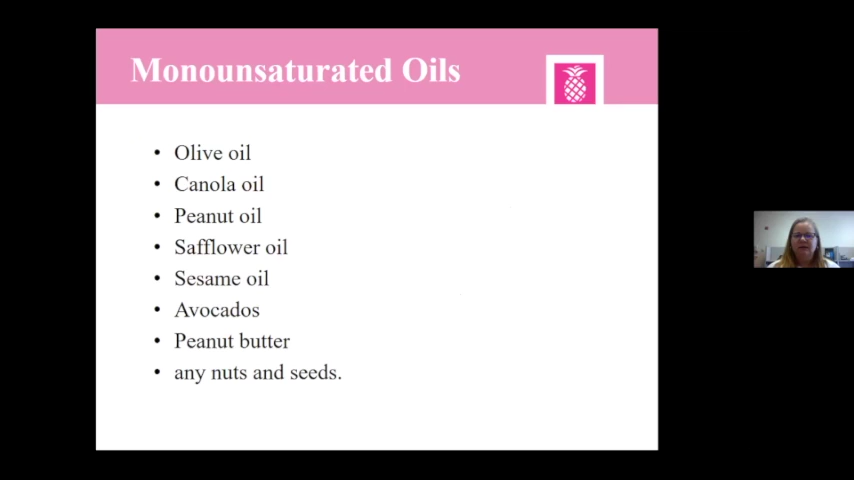 Monounsaturated Oils
• Olive oil
• Canola oil
• Peanut oil
• Safflower oil
• Sesame oil
• Avocados
• Peanut butter
• any nuts and seeds.